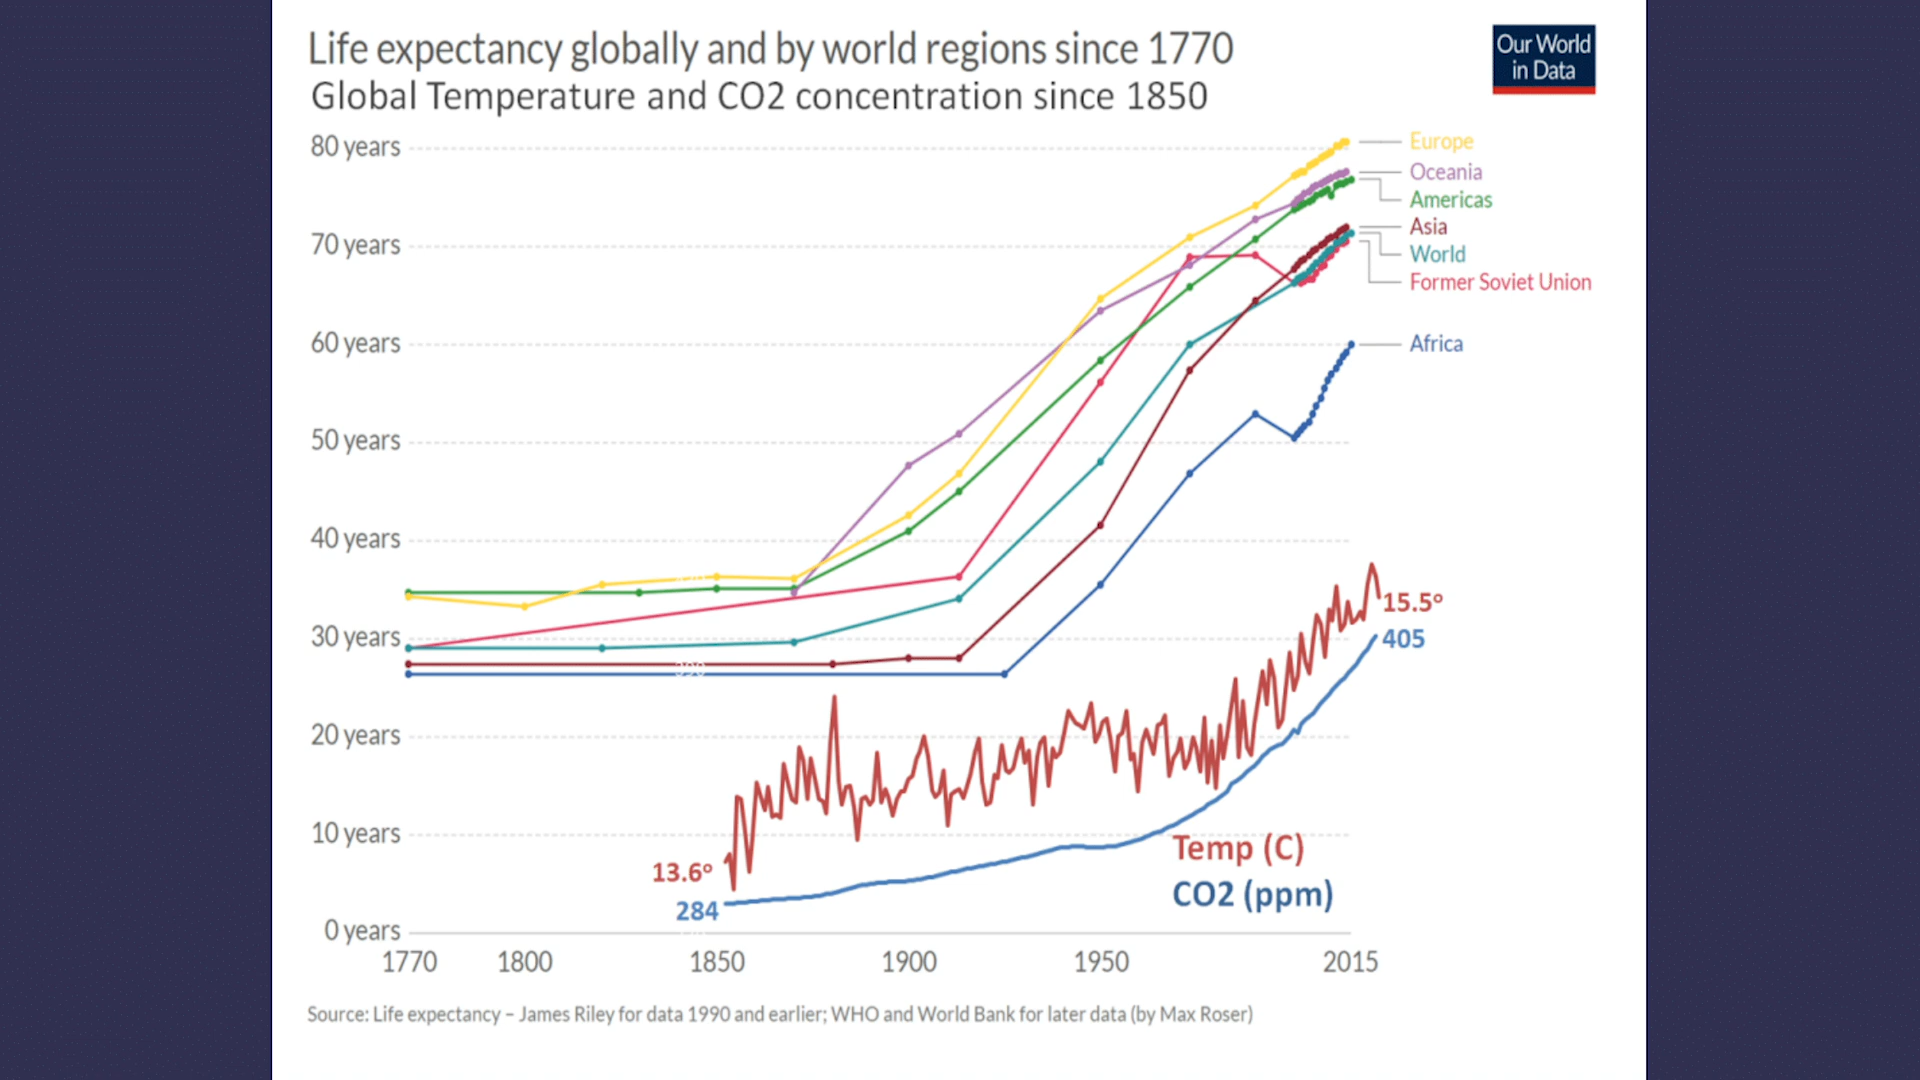 Life expectancy globally and by world regions since 1770
Global Temperature and CO2 concentration since 1850
Our World
in Data
80 years
70 years
60 years
50 years
40 years
30 years
20 years
10 years
0 years
Europe
Oceania
Americas
Asia
World
Former Soviet Union
Africa
15.5°
405
13.6°
284
Temp (C)
CO2 (ppm)
1770 1800 1850 1900 1950 2015
Source: Life expectancy – James Riley for data 1990 and earlier; WHO and World Bank for later data (by Max Roser)